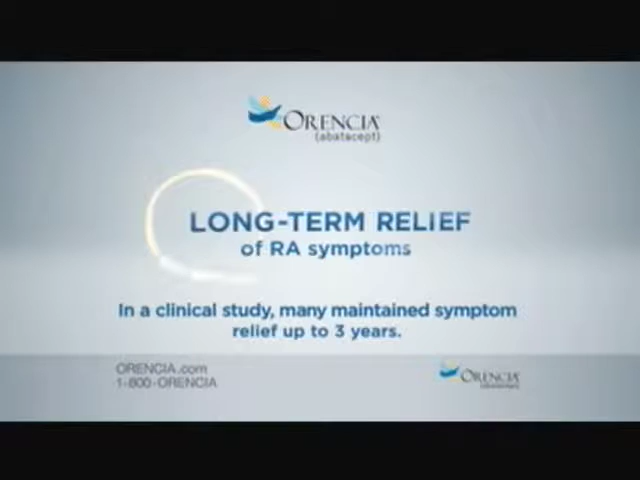 ORENCIA
(abatacept)
LONG-TERM RELIEF
of RA symptoms
In a clinical study, many maintained symptom
relief up to 3 years.
ORENCIA.com
1-800-ORENCIA
ORENCIA